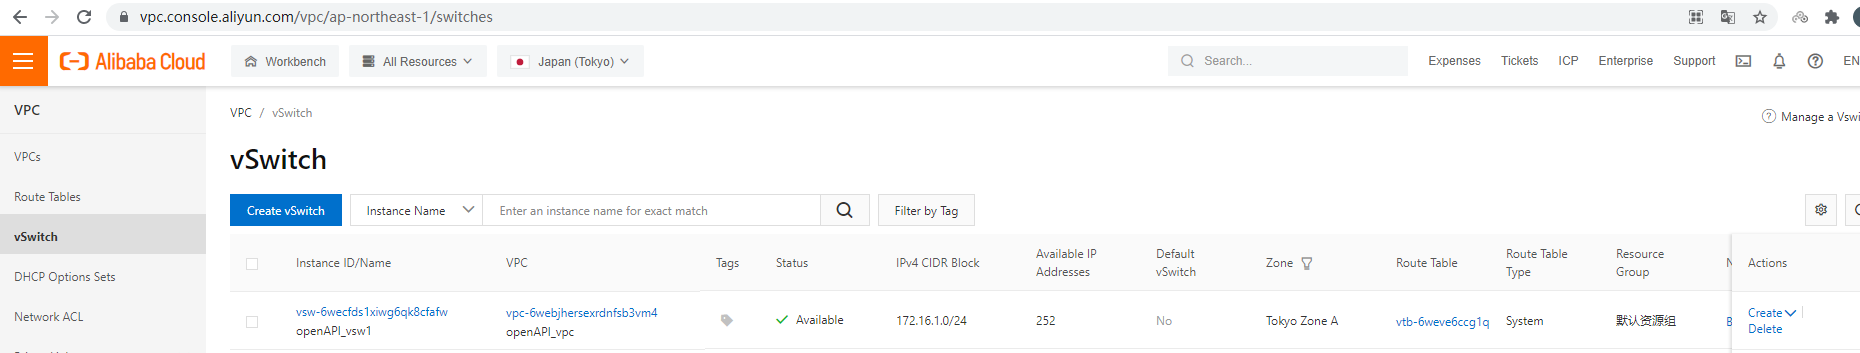 vpc.console.aliyun.com/vpc/ap-northeast-1/switches
Alibaba Cloud Workbench All Resources Japan (Tokyo) Search... Expenses Tickets ICP Enterprise Support EN
VPC
VPC / vSwitch
Manage a Vswi
vSwitch
VPCs
Route Tables
vSwitch
DHCP Options Sets
Network ACL
Create vSwitch Instance Name Enter an instance name for exact match Filter by Tag
Instance ID/Name VPC Tags Status IPv4 CIDR Block Available IP Addresses Default vSwitch Zone Route Table Route Table Type Resource Group Actions
vsw-6wecfds1xiwg6qk8cfafw
openAPI_vsw1
vpc-6webjhersexrdnfsb3vm4
openAPI_vpc
Available 172.16.1.0/24 252 No Tokyo Zone A vtb-6weve6ccg1q System 默认资源组
Create
Delete